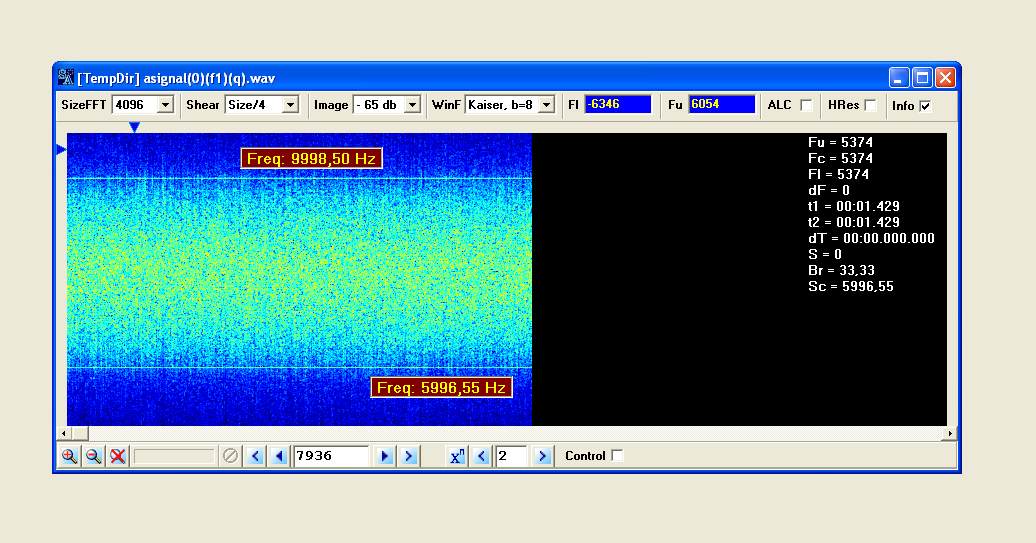 [TempDir] asignal(0)(f1)(q).wav
SizeFFT 4096 Shear Size/4 Image - 65 db WinF Kaiser, b=8 Fl -6346 Fu 6054 ALC HRes Info
Freq: 9998,50 Hz
Freq: 5996,55 Hz
Fu = 5374
Fc = 5374
Fl = 5374
dF = 0
t1 = 00:01.429
t2 = 00:01.429
dT = 00:00.000.000
S = 0
Br = 33,33
Sc = 5996,55
7936 xⁿ 2 Control